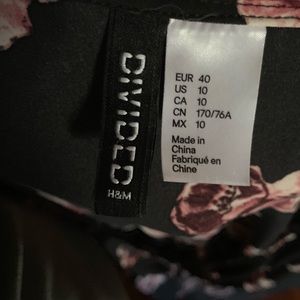 DIVIDED
H&M
EUR 40
US 10
CA 10
CN 170/76A
MX 10
Made in
China
Fabriqué en
Chine